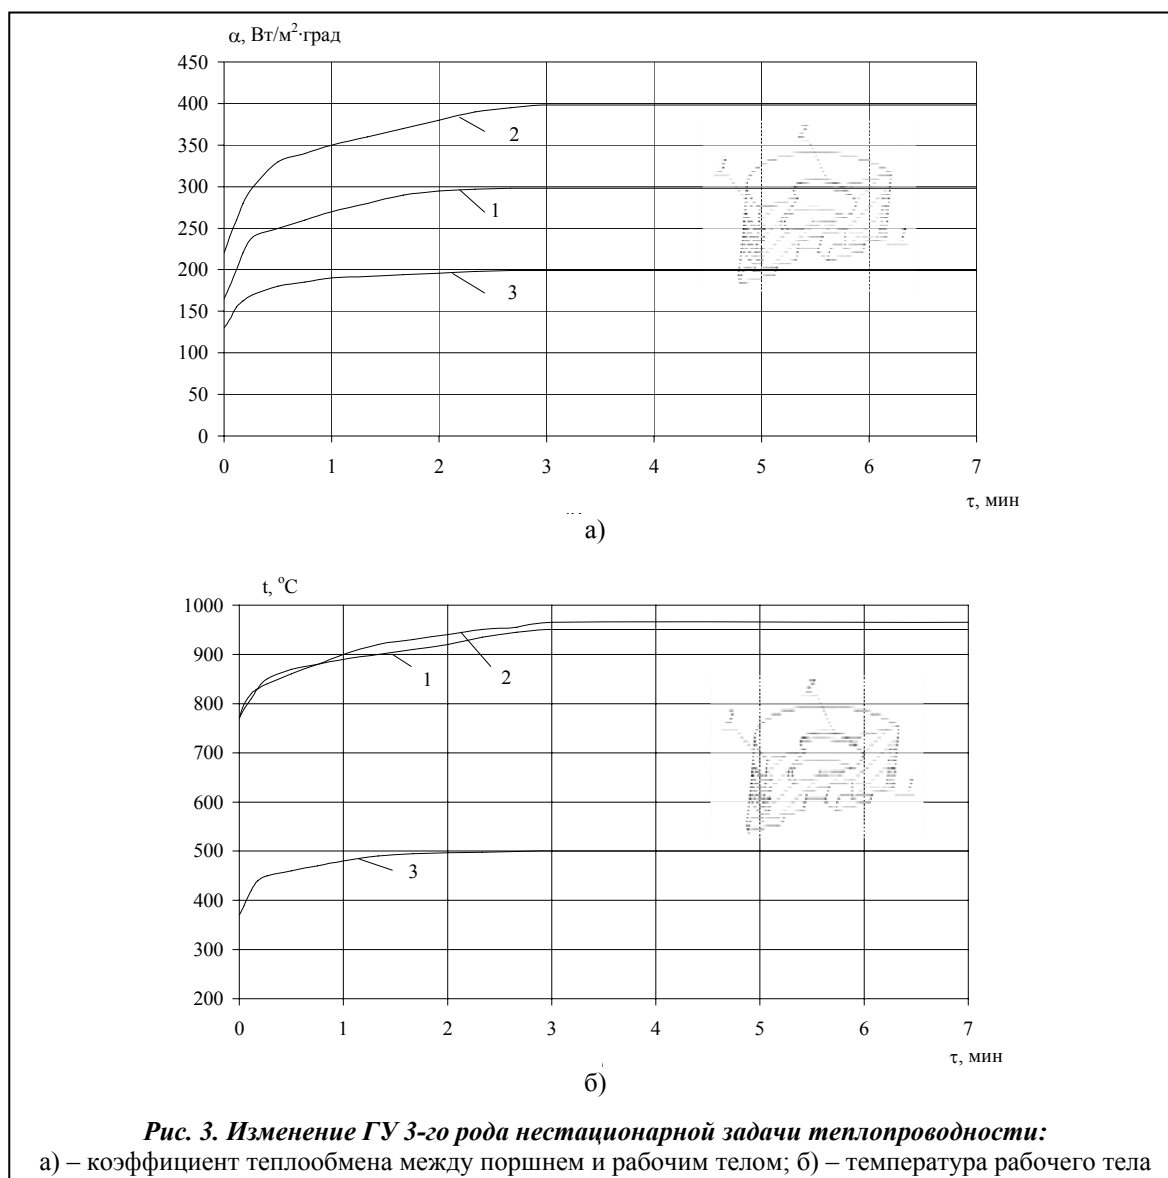 α, Вт/м²·град
450
400
350
300
250
200
150
100
50
0
2
1
3
0 1 2 3 4 5 6 7
τ, мин
а)
t, °C
1000
900
800
700
600
500
400
300
200
1
2
3
0 1 2 3 4 5 6 7
τ, мин
б)
Рис. 3. Изменение ГУ 3-го рода нестационарной задачи теплопроводности:
а) – коэффициент теплообмена между поршнем и рабочим телом; б) – температура рабочего тела